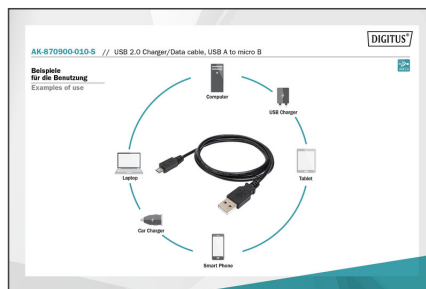 DIGITUS®
AK-870900-010-S // USB 2.0 Charger/Data cable, USB A to micro B
Beispiele
für die Benutzung
Examples of use
Computer
USB Charger
Laptop
Tablet
Car Charger
Smart Phone